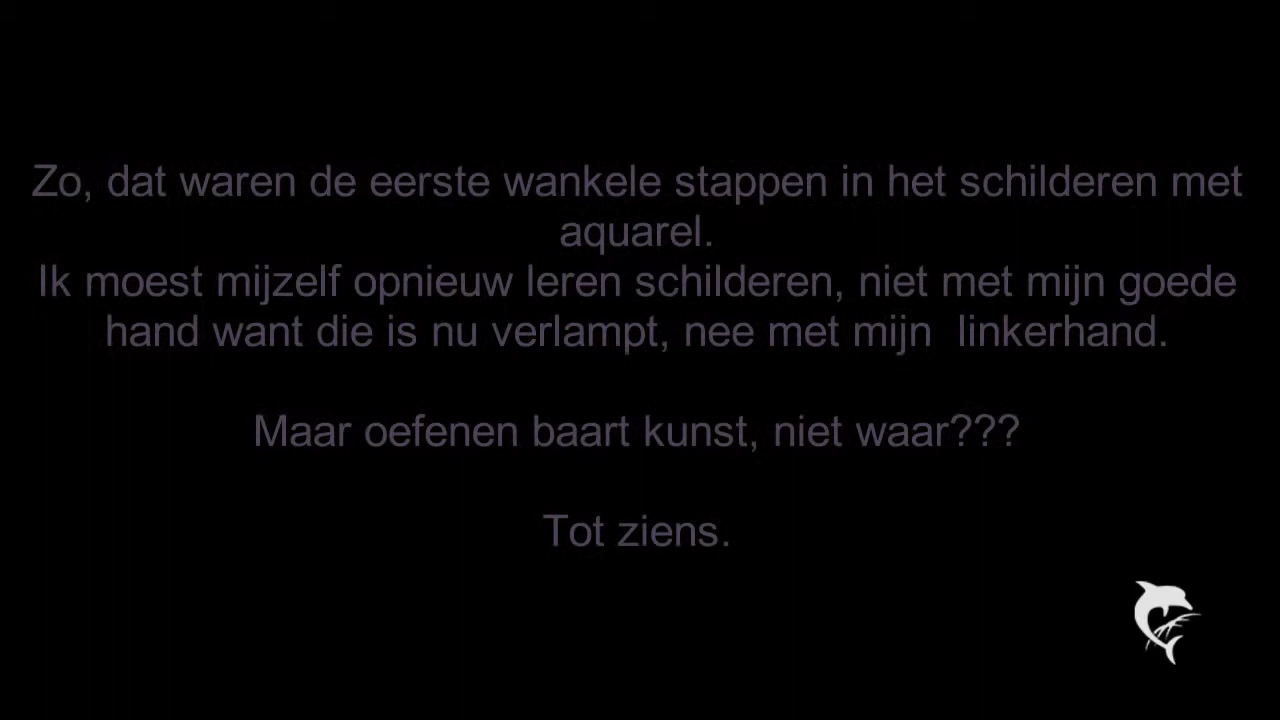 Zo, dat waren de eerste wankele stappen in het schilderen met
aquarel.
Ik moest mijzelf opnieuw leren schilderen, niet met mijn goede
hand want die is nu verlampt, nee met mijn  linkerhand.
Maar oefenen baart kunst, niet waar???
Tot ziens.